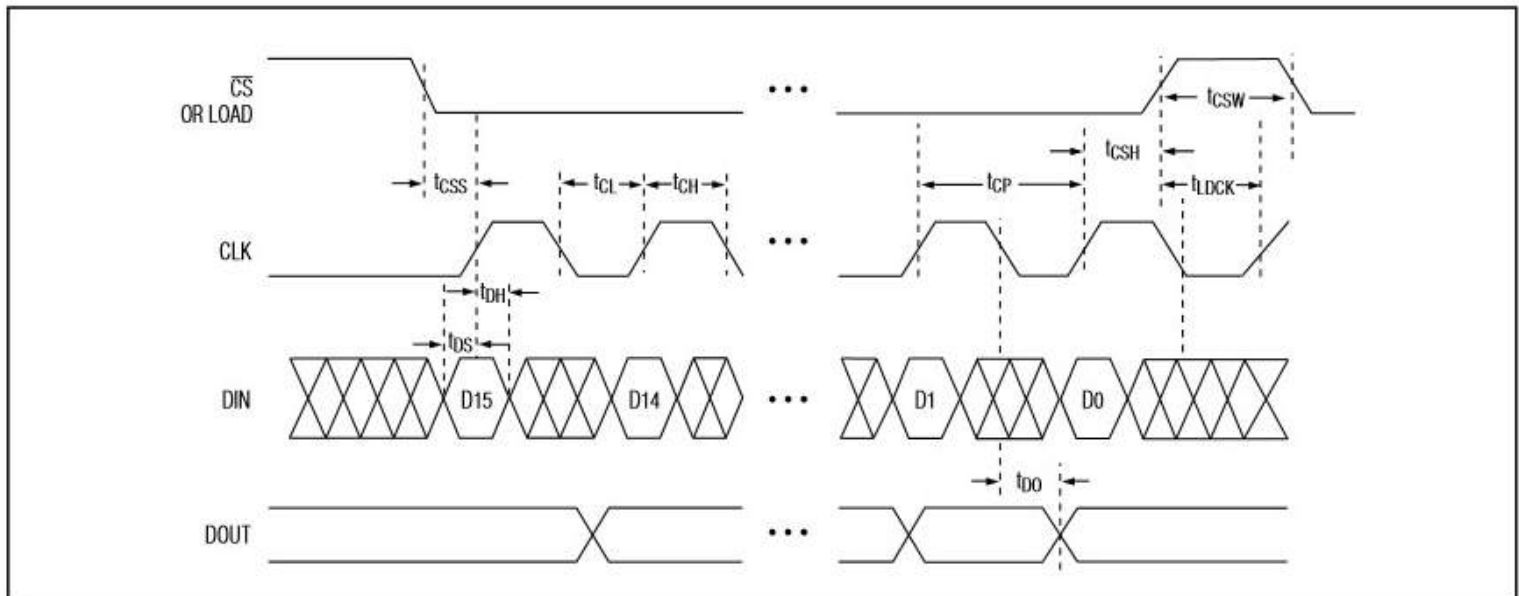 CS
OR LOAD
tCSW
tCSH
tCSS
tCL
tCH
tCP
tLDCK
CLK
tDH
tDS
DIN
D15
D14
D1
D0
tDO
DOUT